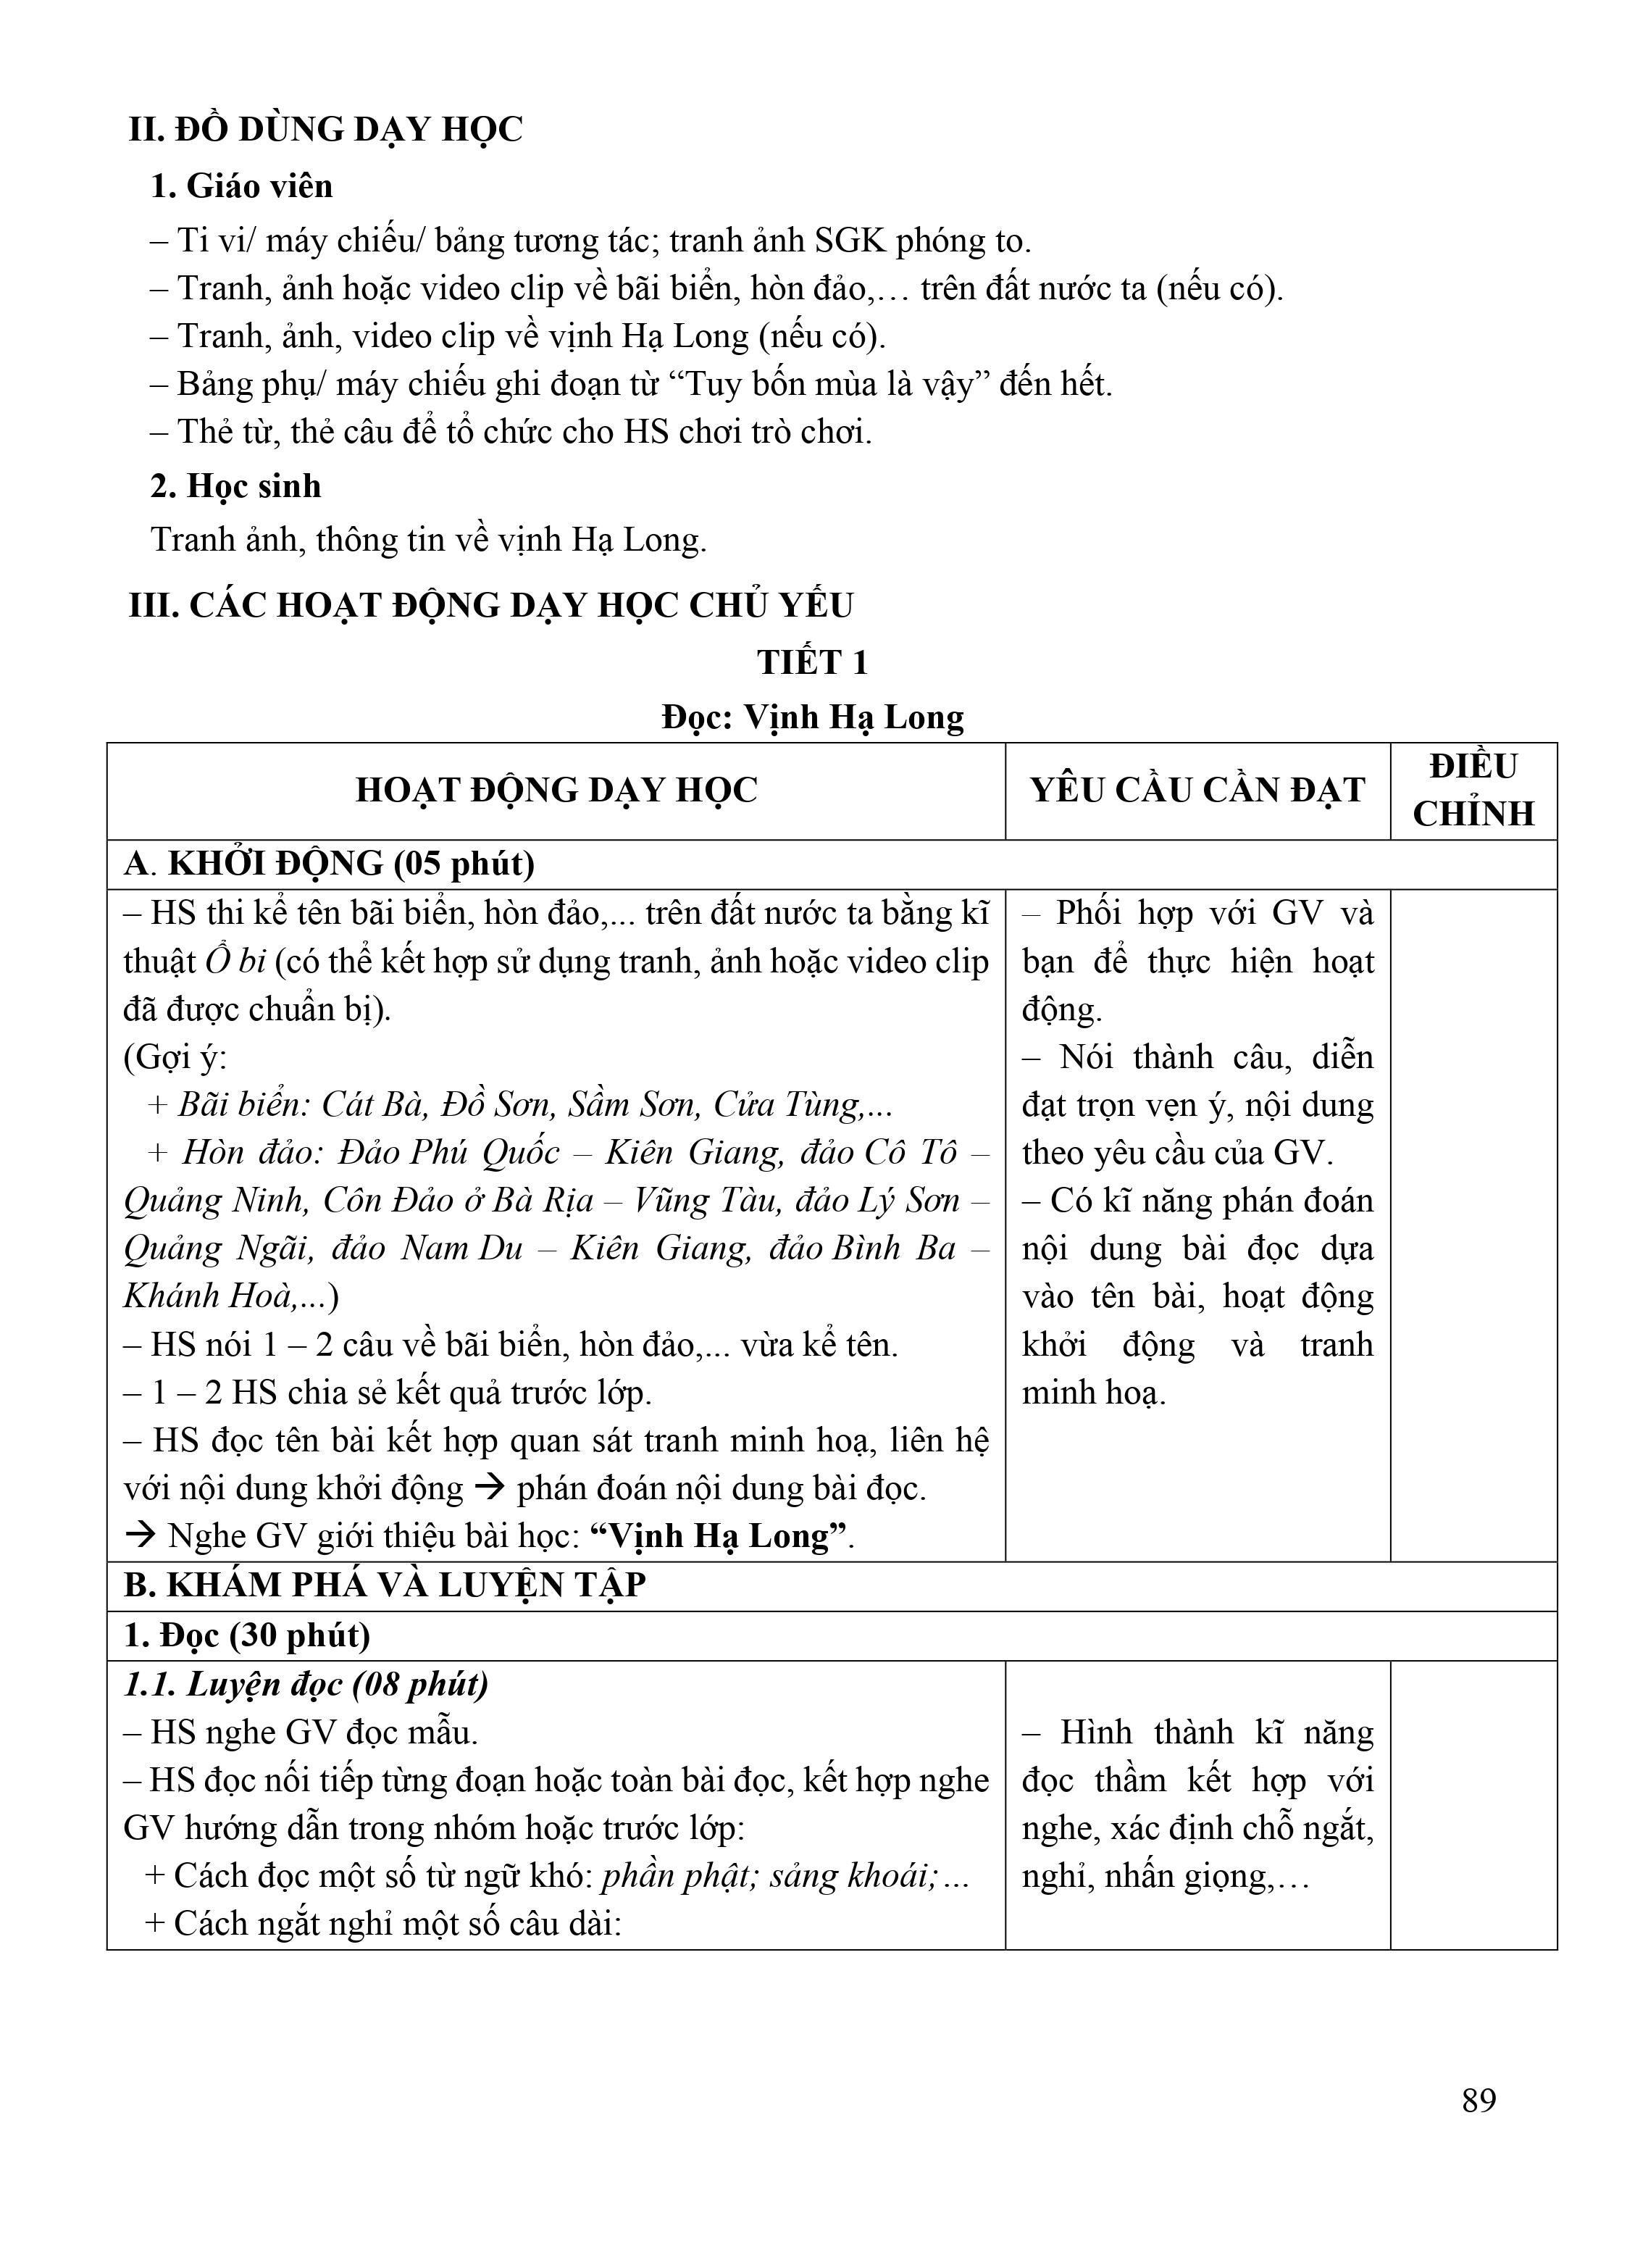 II. ĐỒ DÙNG DẠY HỌC
1. Giáo viên
– Ti vi/ máy chiếu/ bảng tương tác; tranh ảnh SGK phóng to.
– Tranh, ảnh hoặc video clip về bãi biển, hòn đảo,… trên đất nước ta (nếu có).
– Tranh, ảnh, video clip về vịnh Hạ Long (nếu có).
– Bảng phụ/ máy chiếu ghi đoạn từ “Tuy bốn mùa là vậy” đến hết.
– Thẻ từ, thẻ câu để tổ chức cho HS chơi trò chơi.
2. Học sinh
Tranh ảnh, thông tin về vịnh Hạ Long.
III. CÁC HOẠT ĐỘNG DẠY HỌC CHỦ YẾU
TIẾT 1
Đọc: Vịnh Hạ Long
HOẠT ĐỘNG DẠY HỌC
YÊU CẦU CẦN ĐẠT
ĐIỀU
CHỈNH
A. KHỞI ĐỘNG (05 phút)
– HS thi kể tên bãi biển, hòn đảo,... trên đất nước ta bằng kĩ
thuật Ổ bi (có thể kết hợp sử dụng tranh, ảnh hoặc video clip
đã được chuẩn bị).
(Gợi ý:
+ Bãi biển: Cát Bà, Đồ Sơn, Sầm Sơn, Cửa Tùng,...
+ Hòn đảo: Đảo Phú Quốc – Kiên Giang, đảo Cô Tô –
Quảng Ninh, Côn Đảo ở Bà Rịa – Vũng Tàu, đảo Lý Sơn –
Quảng Ngãi, đảo Nam Du – Kiên Giang, đảo Bình Ba –
Khánh Hoà,...)
– HS nói 1 – 2 câu về bãi biển, hòn đảo,... vừa kể tên.
– 1 – 2 HS chia sẻ kết quả trước lớp.
– HS đọc tên bài kết hợp quan sát tranh minh hoạ, liên hệ
với nội dung khởi động → phán đoán nội dung bài đọc.
→ Nghe GV giới thiệu bài học: “Vịnh Hạ Long”.
– Phối hợp với GV và
bạn để thực hiện hoạt
động.
– Nói thành câu, diễn
đạt trọn vẹn ý, nội dung
theo yêu cầu của GV.
– Có kĩ năng phán đoán
nội dung bài đọc dựa
vào tên bài, hoạt động
khởi động và tranh
minh hoạ.
B. KHÁM PHÁ VÀ LUYỆN TẬP
1. Đọc (30 phút)
1.1. Luyện đọc (08 phút)
– HS nghe GV đọc mẫu.
– HS đọc nối tiếp từng đoạn hoặc toàn bài đọc, kết hợp nghe
GV hướng dẫn trong nhóm hoặc trước lớp:
+ Cách đọc một số từ ngữ khó: phần phật; sảng khoái;…
+ Cách ngắt nghỉ một số câu dài:
– Hình thành kĩ năng
đọc thầm kết hợp với
nghe, xác định chỗ ngắt,
nghỉ, nhấn giọng,…
89